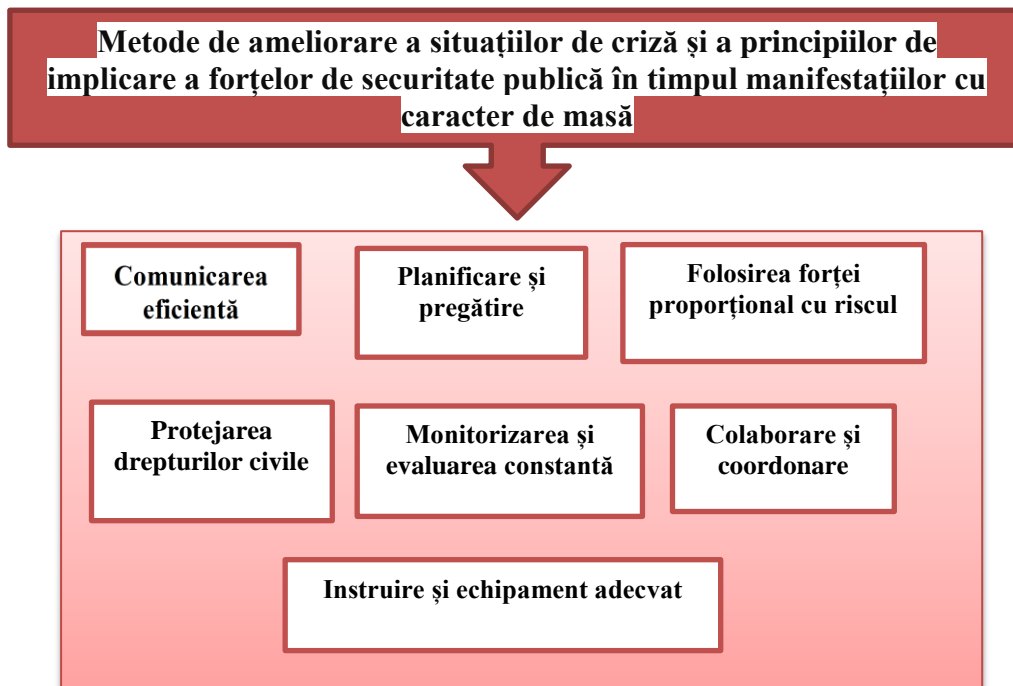 Metode de ameliorare a situațiilor de criză și a principiilor de
implicare a forțelor de securitate publică în timpul manifestațiilor cu
caracter de masă
Comunicarea
eficientă
Planificare și
pregătire
Folosirea forței
proporțional cu riscul
Protejarea
drepturilor civile
Monitorizarea și
evaluarea constantă
Colaborare și
coordonare
Instruire și echipament adecvat